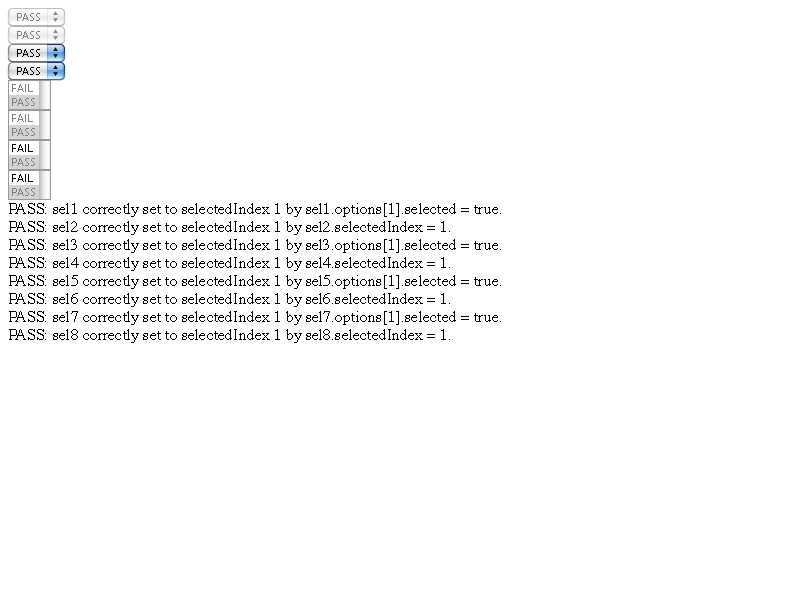 PASS
PASS
PASS
PASS
FAIL
PASS
FAIL
PASS
FAIL
PASS
FAIL
PASS
PASS: sel1 correctly set to selectedIndex 1 by sel1.options[1].selected = true.
PASS: sel2 correctly set to selectedIndex 1 by sel2.selectedIndex = 1.
PASS: sel3 correctly set to selectedIndex 1 by sel3.options[1].selected = true.
PASS: sel4 correctly set to selectedIndex 1 by sel4.selectedIndex = 1.
PASS: sel5 correctly set to selectedIndex 1 by sel5.options[1].selected = true.
PASS: sel6 correctly set to selectedIndex 1 by sel6.selectedIndex = 1.
PASS: sel7 correctly set to selectedIndex 1 by sel7.options[1].selected = true.
PASS: sel8 correctly set to selectedIndex 1 by sel8.selectedIndex = 1.